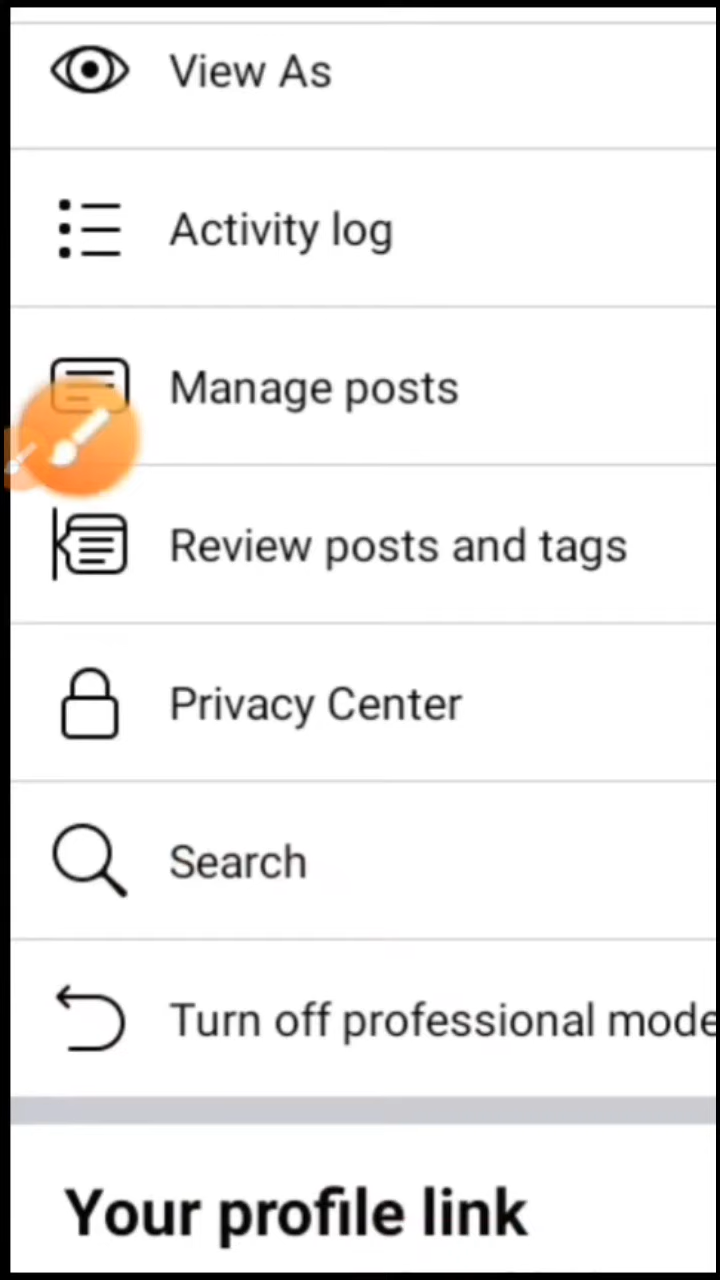 View As
Activity log
Manage posts
Review posts and tags
Privacy Center
Search
Turn off professional mode
Your profile link